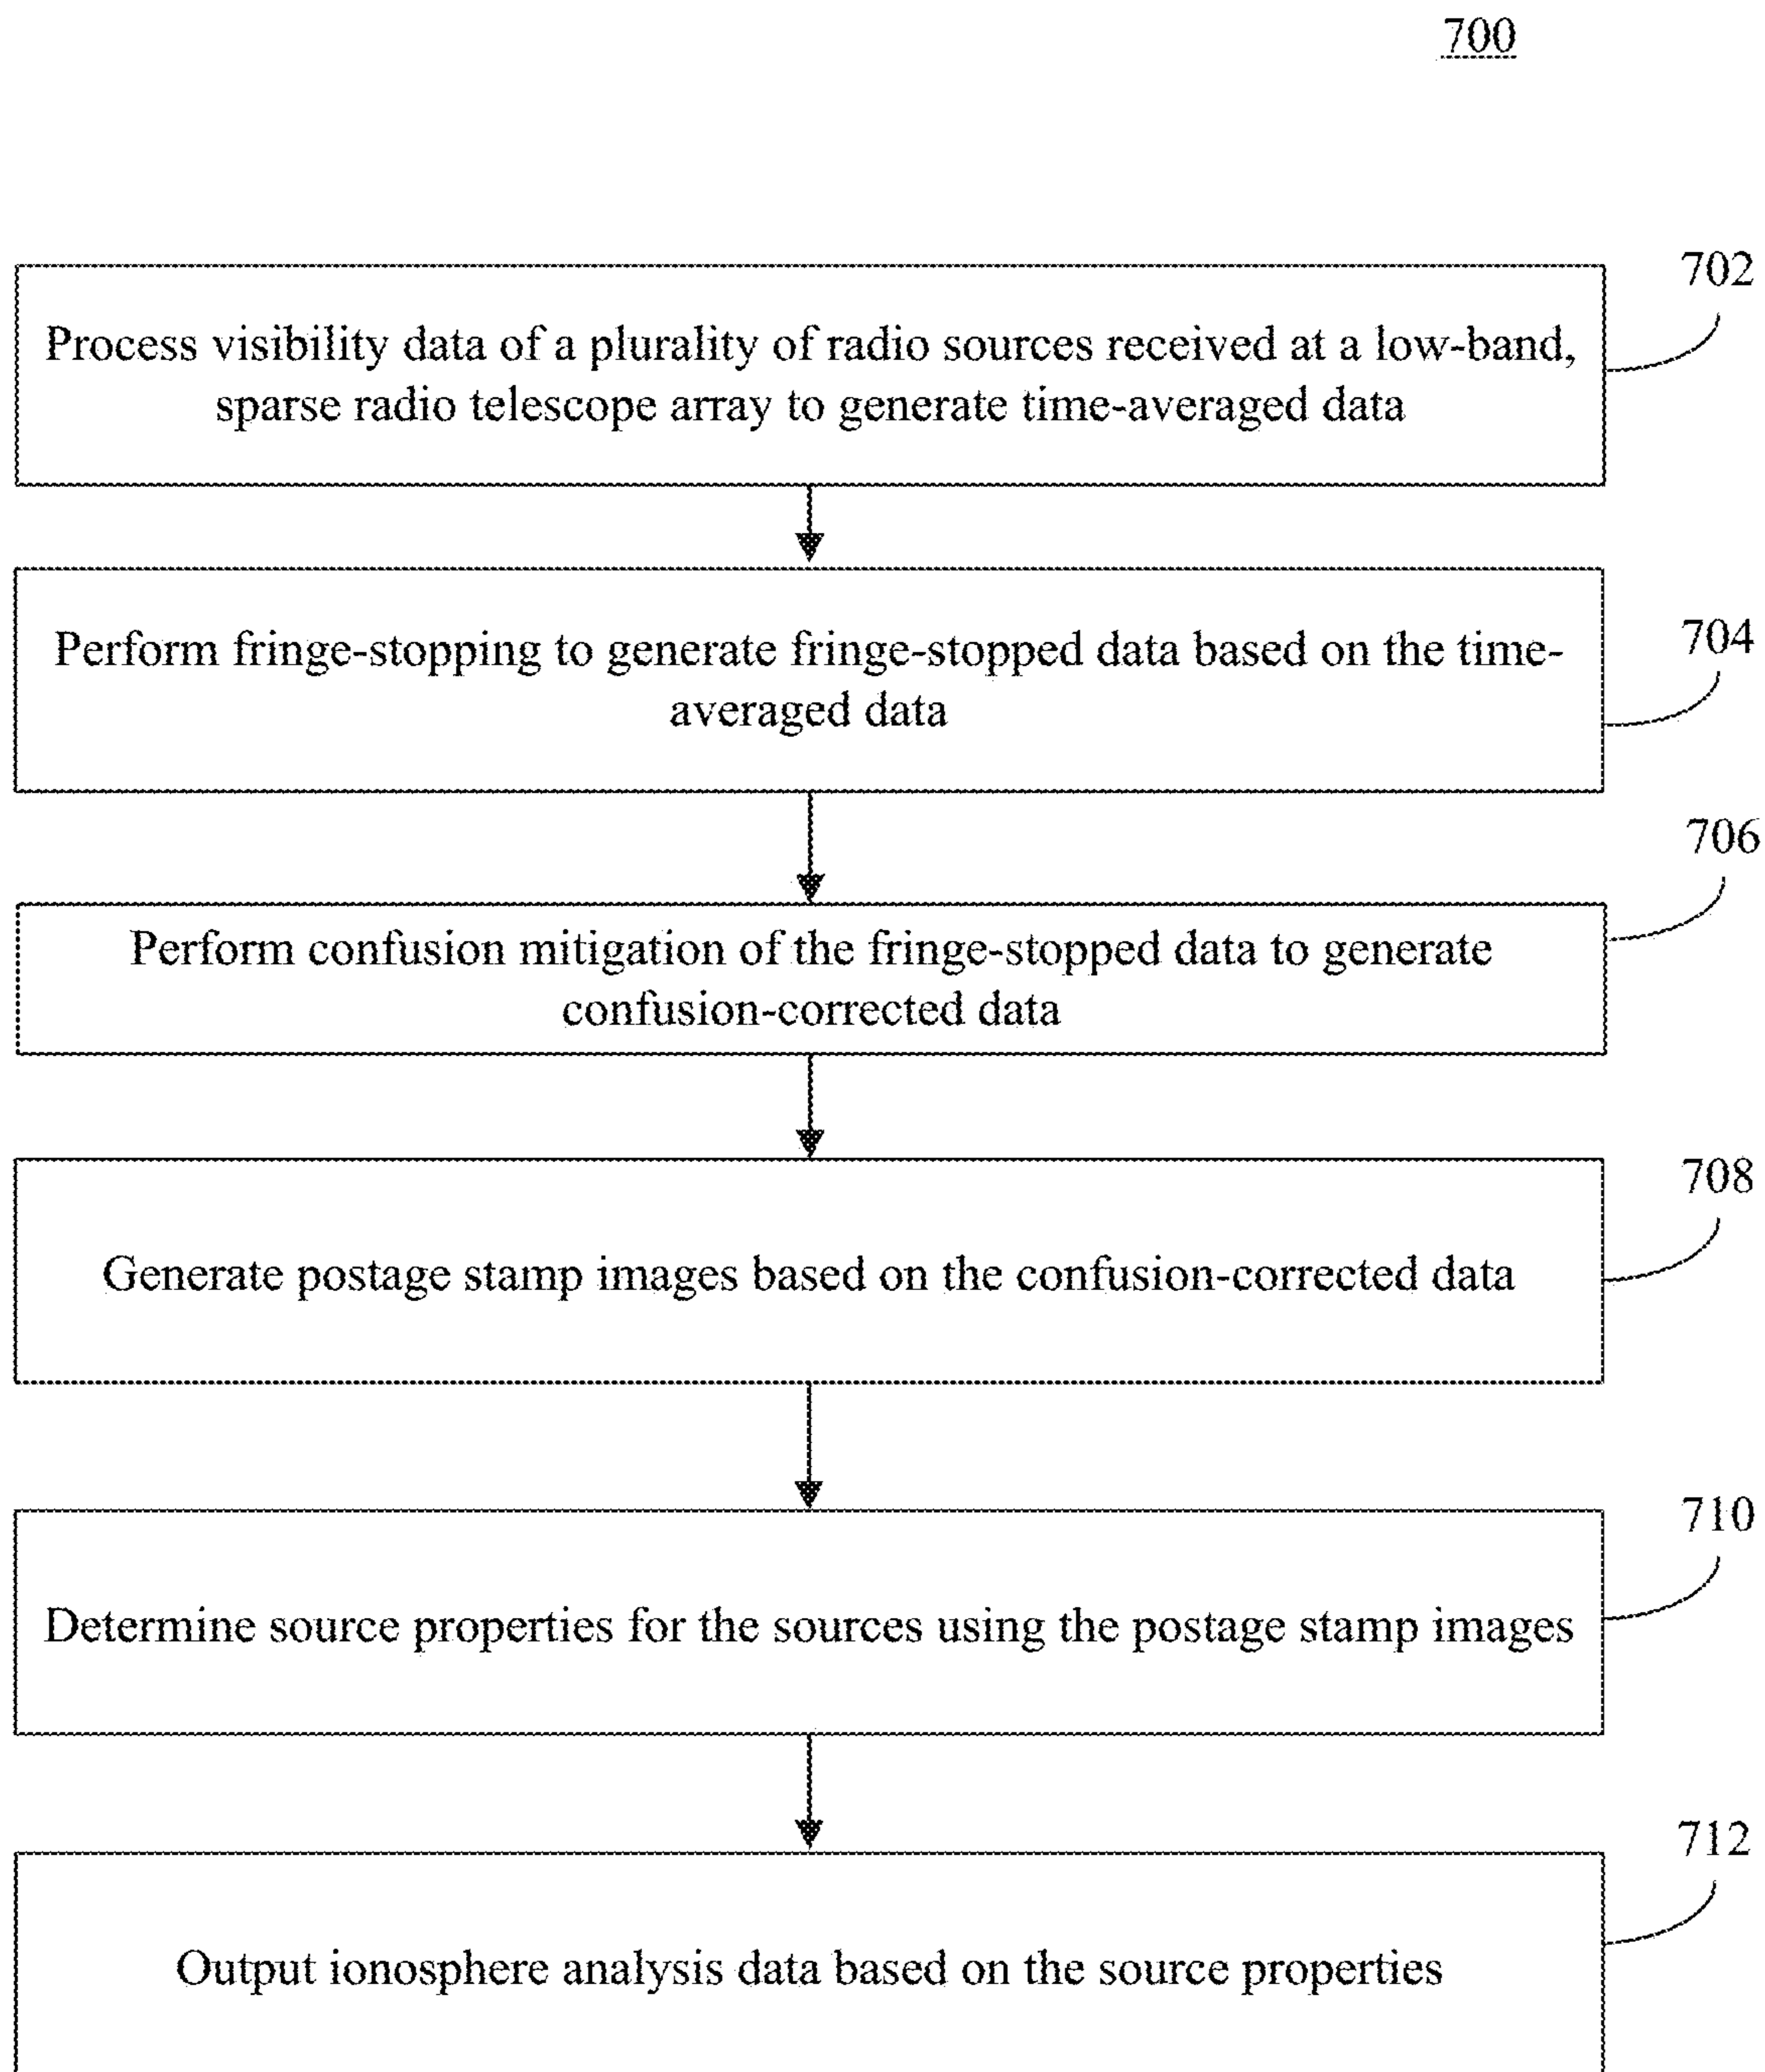 700
702
Process visibility data of a plurality of radio sources received at a low-band,
sparse radio telescope array to generate time-averaged data
704
Perform fringe-stopping to generate fringe-stopped data based on the time-
averaged data
706
Perform confusion mitigation of the fringe-stopped data to generate
confusion-corrected data
708
Generate postage stamp images based on the confusion-corrected data
710
Determine source properties for the sources using the postage stamp images
712
Output ionosphere analysis data based on the source properties